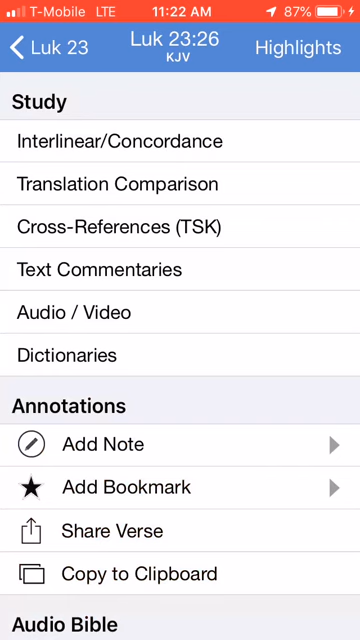 T-Mobile LTE 11:22 AM 87%
Luk 23 Luk 23:26 Highlights
KJV
Study
Interlinear/Concordance
Translation Comparison
Cross-References (TSK)
Text Commentaries
Audio / Video
Dictionaries
Annotations
Add Note
Add Bookmark
Share Verse
Copy to Clipboard
Audio Bible